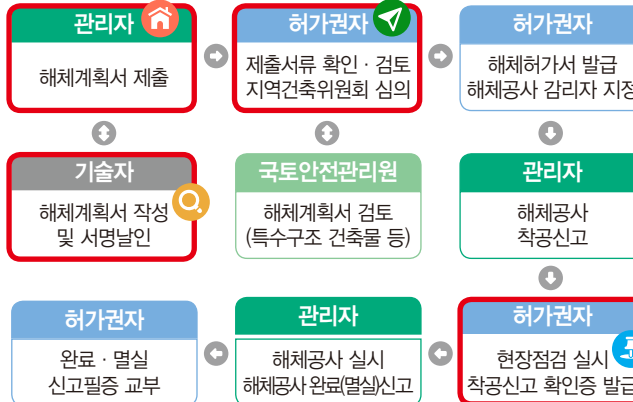 관리자
해체계획서 제출
허가권자
제출서류 확인 · 검토
지역건축위원회 심의
허가권자
해체허가서 발급
해체공사 감리자 지정
기술자
해체계획서 작성
및 서명날인
국토안전관리원
해체계획서 검토
(특수구조 건축물 등)
관리자
해체공사
착공신고
허가권자
완료 · 멸실
신고필증 교부
관리자
해체공사 실시
해체공사 완료(멸실)신고
허가권자
현장점검 실시
착공신고 확인증 발급